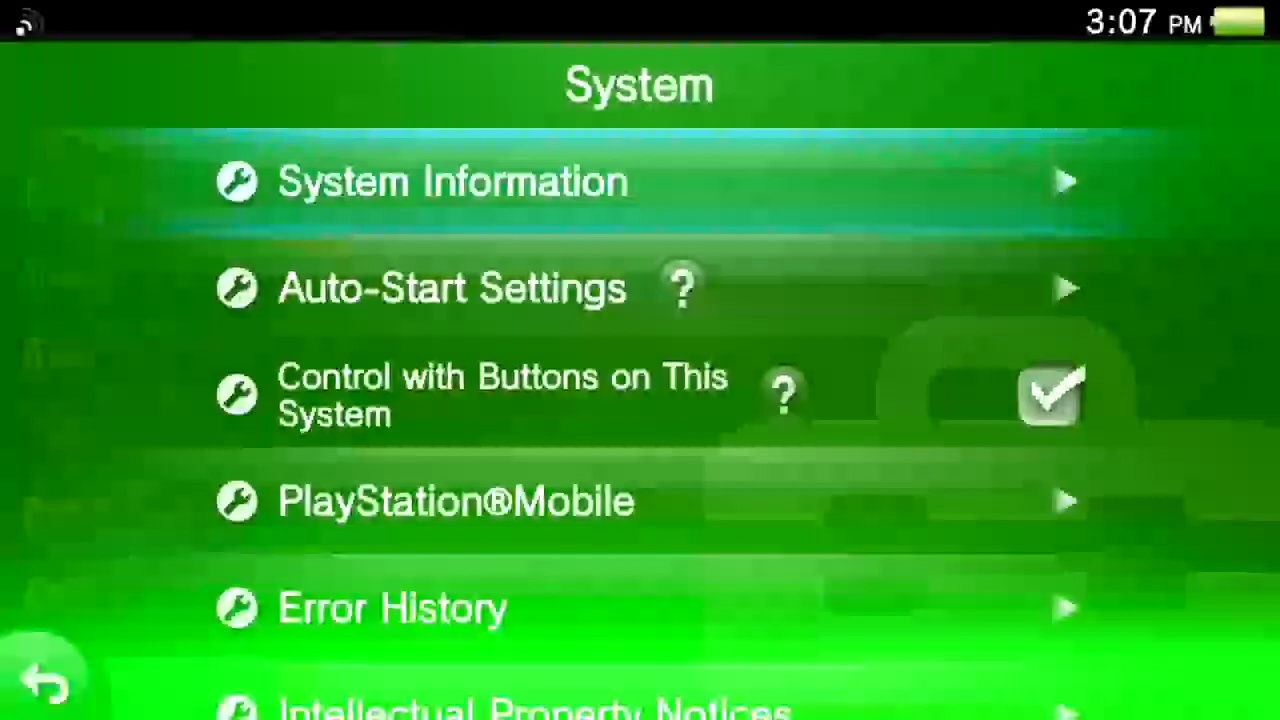 3:07 PM
System
System Information
Auto-Start Settings ?
Control with Buttons on This ?
System
PlayStation®Mobile
Error History
Intellectual Property Notices